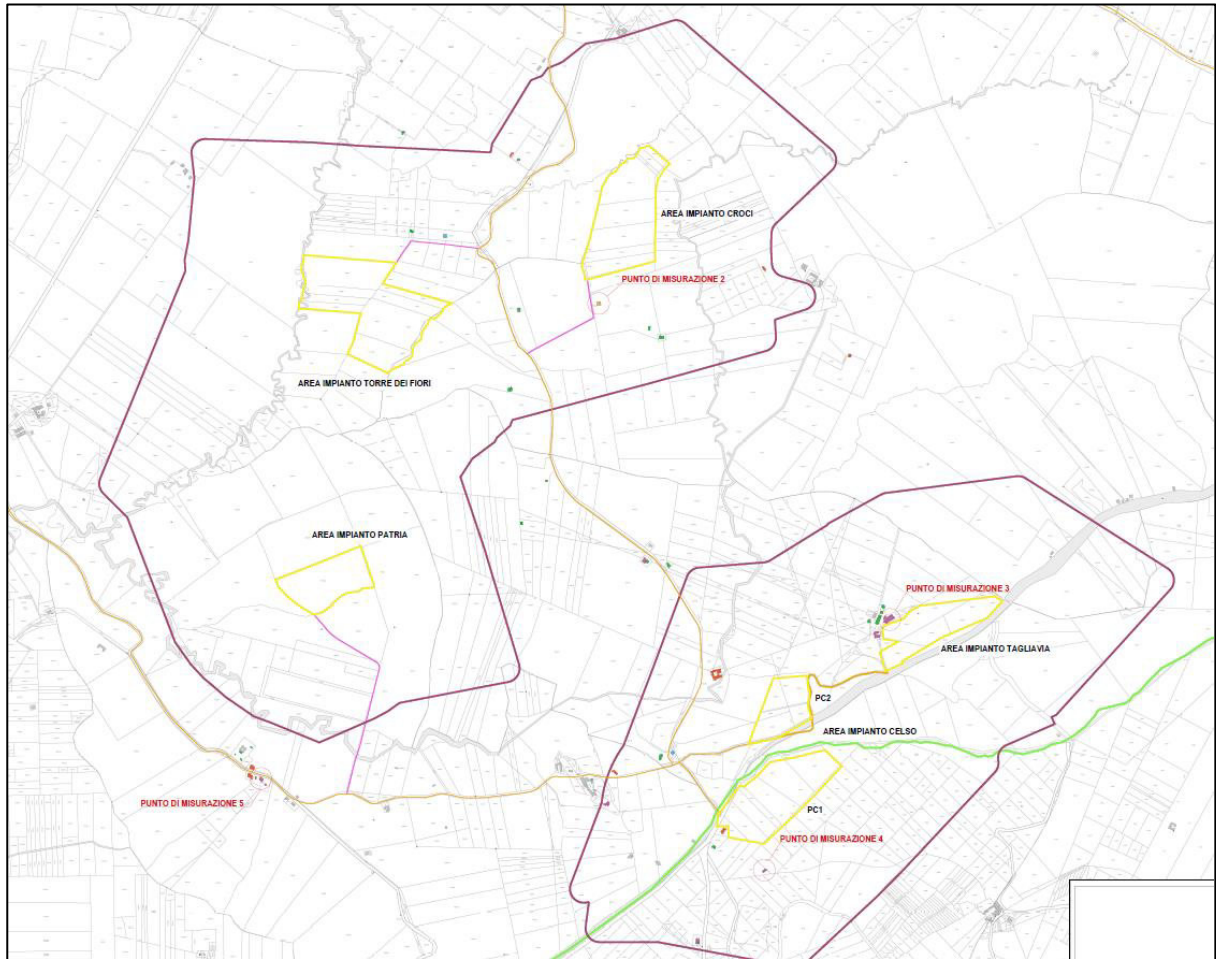 AREA IMPIANTO CROCI
PUNTO DI MISURAZIONE 2
AREA IMPIANTO TORRE DEI FIORI
AREA IMPIANTO PATRIA
PUNTO DI MISURAZIONE 3
AREA IMPIANTO TAGLIAVIA
PC2
AREA IMPIANTO CELSO
PUNTO DI MISURAZIONE 5
PC1
PUNTO DI MISURAZIONE 4